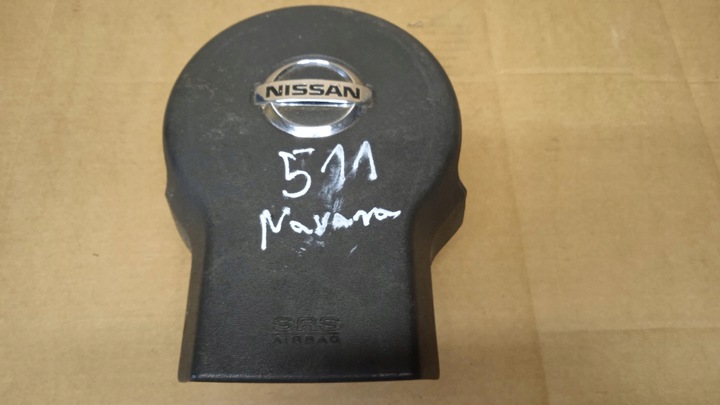 NISSAN
511
Navara
SRS
AIRBAG